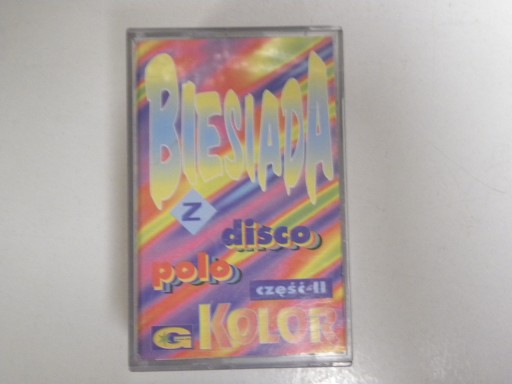 BIESIADA
Z
disco
polo
część-II
G KOLOR